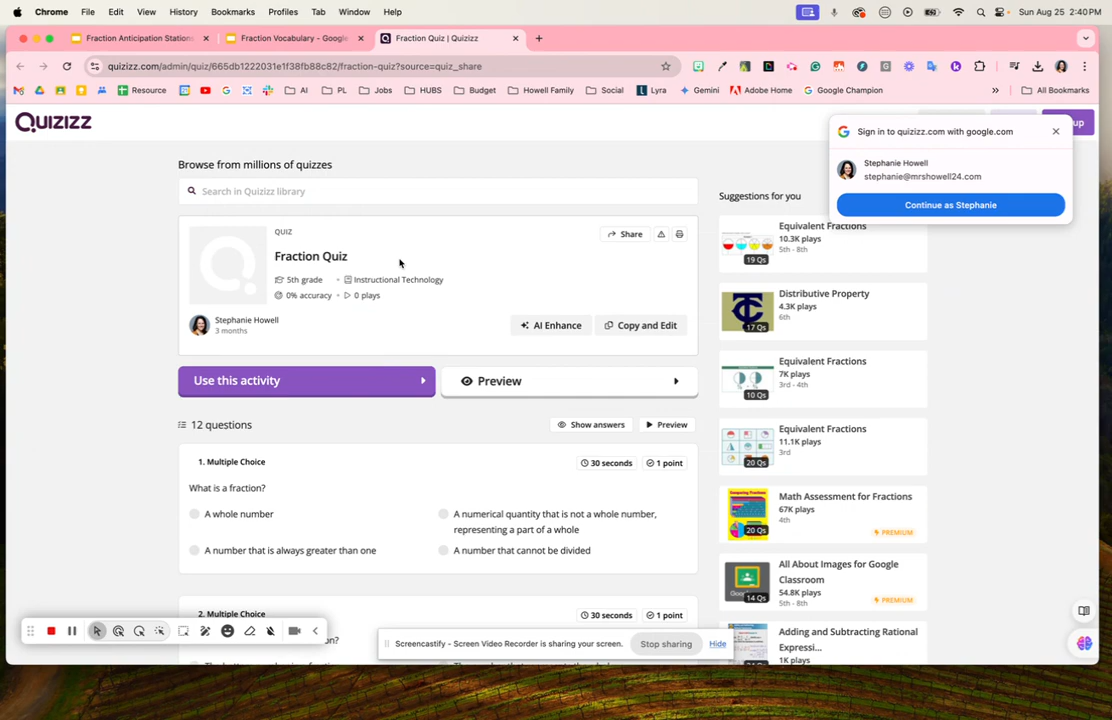 Chrome File Edit View History Bookmarks Profiles Tab Window Help Sun Aug 25 2:40 PM
Fraction Anticipation Stations Fraction Vocabulary - Google Fraction Quiz | Quizizz
quizizz.com/admin/quiz/665db1222031e1f38fb88c82/fraction-quiz?source=quiz_share
Resource AI PL Jobs HUBS Budget Howell Family Social Lyra Gemini Adobe Home Google Champion All Bookmarks
Quizizz
up
Sign in to quizizz.com with google.com
Stephanie Howell
stephanie@mrshowell24.com
Continue as Stephanie
Browse from millions of quizzes
Search in Quizizz library
QUIZ
Share
Fraction Quiz
5th grade • Instructional Technology
0% accuracy • 0 plays
Stephanie Howell
3 months
AI Enhance
Copy and Edit
Use this activity
Preview
12 questions
Show answers
Preview
1. Multiple Choice
30 seconds
1 point
What is a fraction?
A whole number
A numerical quantity that is not a whole number,
representing a part of a whole
A number that is always greater than one
A number that cannot be divided
2. Multiple Choice
30 seconds
1 point
Suggestions for you
Equivalent Fractions
10.3K plays
5th - 8th
19 Qs
Distributive Property
4.3K plays
6th
17 Qs
Equivalent Fractions
7K plays
3rd - 4th
10 Qs
Equivalent Fractions
11.1K plays
3rd
20 Qs
Math Assessment for Fractions
67K plays
4th
20 Qs
PREMIUM
All About Images for Google
Classroom
54.8K plays
5th - 8th
14 Qs
PREMIUM
Adding and Subtracting Rational
Expressi...
1K plays
Screencastify - Screen Video Recorder is sharing your screen.
Stop sharing
Hide